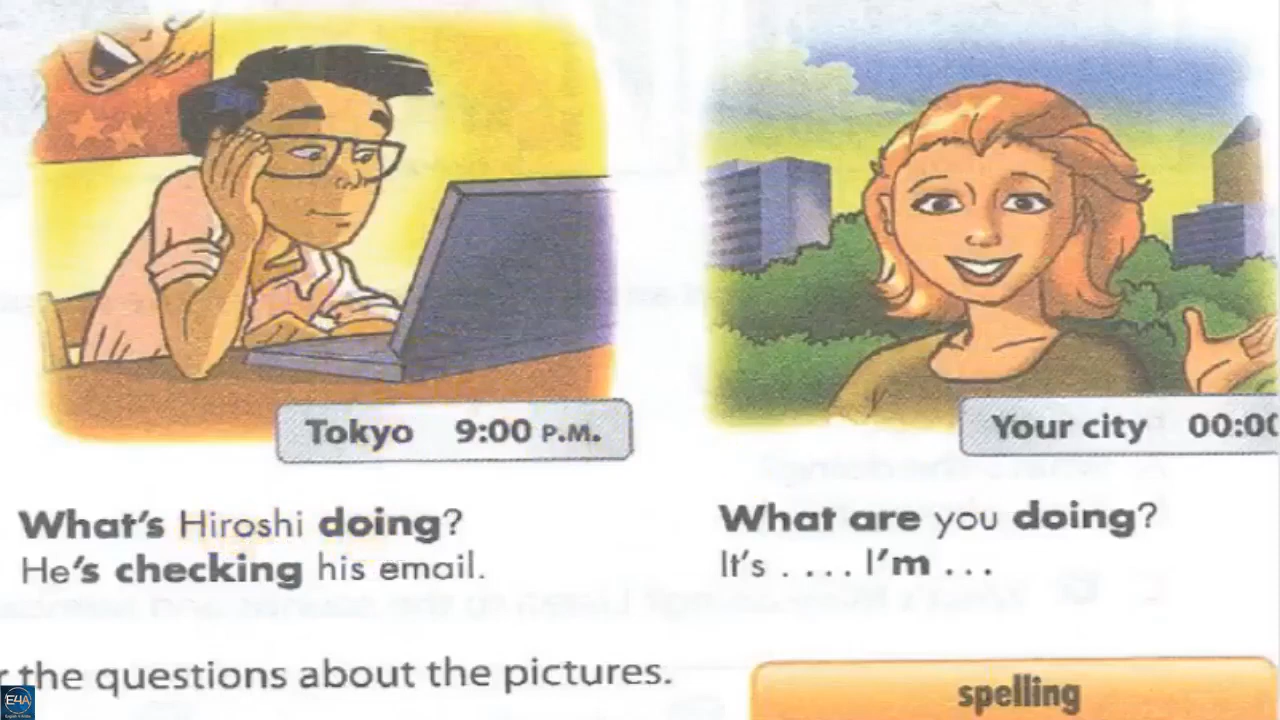 Tokyo 9:00 P.M.
What's Hiroshi doing?
He's checking his email.
Your city 00:00
What are you doing?
It's . . . . I'm . . .
r the questions about the pictures.
spelling
E4A